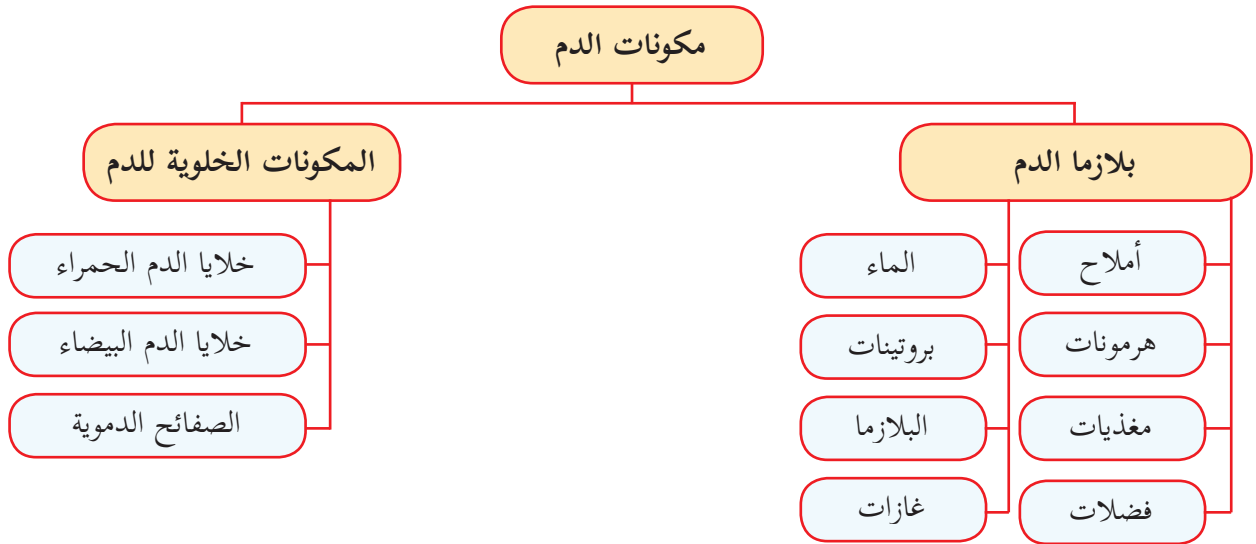 مكونات الدم
بلازما الدم
أملاح
هرمونات
مغذيات
فضلات
الماء
بروتينات
البلازما
غازات
المكونات الخلوية للدم
خلايا الدم الحمراء
خلايا الدم البيضاء
الصفائح الدموية